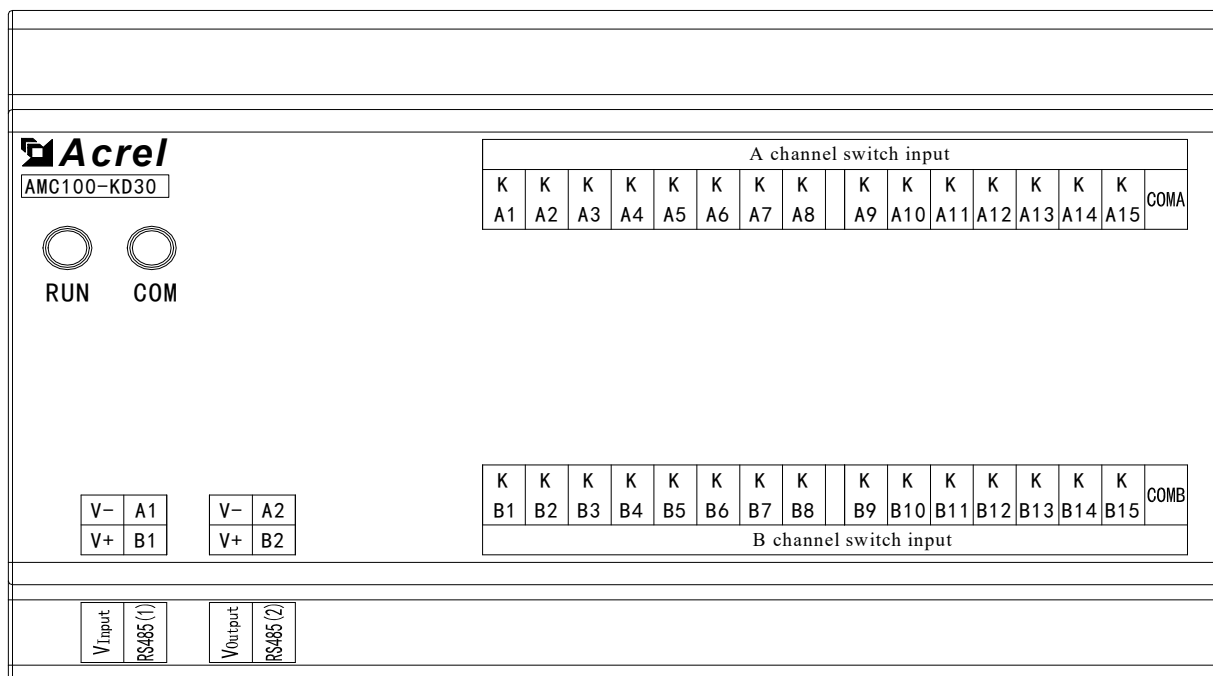 Acrel
AMC100-KD30
RUN COM
A channel switch input
K K K K K K K K K K K K K K K COMA
A1 A2 A3 A4 A5 A6 A7 A8 A9 A10 A11 A12 A13 A14 A15
K K K K K K K K K K K K K K K COMB
B1 B2 B3 B4 B5 B6 B7 B8 B9 B10 B11 B12 B13 B14 B15
B channel switch input
V- A1 V- A2
V+ B1 V+ B2
VInput RS485(1) VOutput RS485(2)